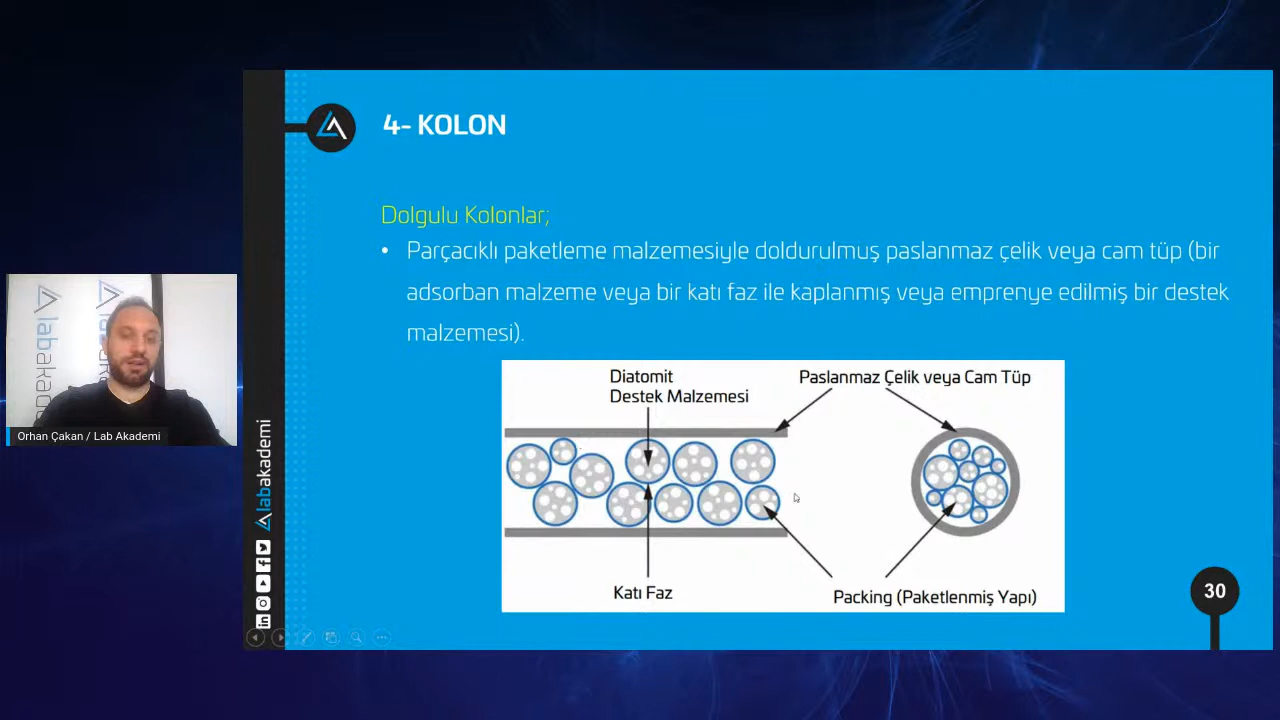 4- KOLON
Dolgulu Kolonlar;
• Parçacıklı paketleme malzemesiyle doldurulmuş paslanmaz çelik veya cam tüp (bir
adsorban malzeme veya bir katı faz ile kaplanmış veya emprenye edilmiş bir destek
malzemesi).
Diatomit
Destek Malzemesi
Paslanmaz Çelik veya Cam Tüp
Katı Faz
Packing (Paketlenmiş Yapı)
30
labakademi
Orhan Çakan / Lab Akademi